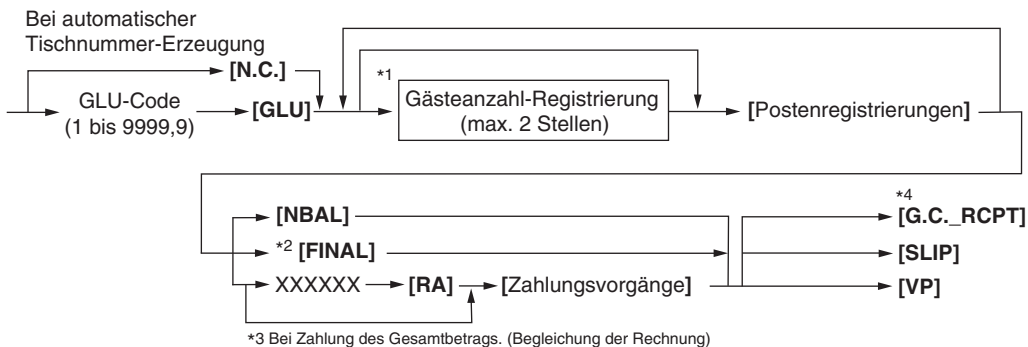 Bei automatischer
Tischnummer-Erzeugung
[N.C.]
GLU-Code
(1 bis 9999,9)
[GLU]
*1
Gästeanzahl-Registrierung
(max. 2 Stellen)
[Postenregistrierungen]
[NBAL]
*2 [FINAL]
XXXXXX
[RA]
[Zahlungsvorgänge]
*4
[G.C._RCPT]
[SLIP]
[VP]
*3 Bei Zahlung des Gesamtbetrags. (Begleichung der Rechnung)